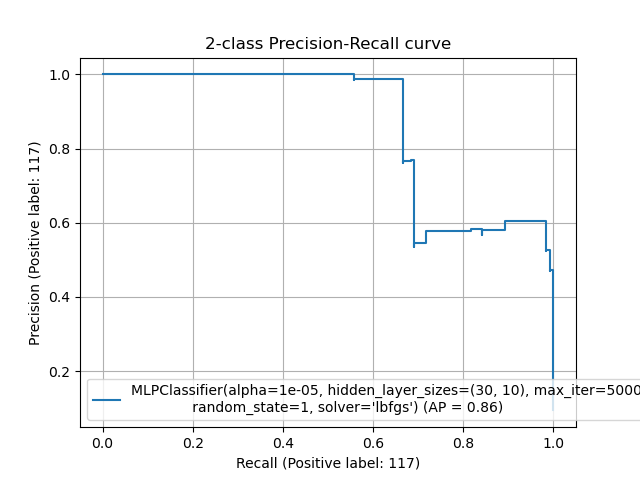 2-class Precision-Recall curve
1.0
0.8
0.6
0.4
0.2
Precision (Positive label: 117)
MLPClassifier(alpha=1e-05, hidden_layer_sizes=(30, 10), max_iter=5000
random_state=1, solver='lbfgs') (AP = 0.86)
0.0 0.2 0.4 0.6 0.8 1.0
Recall (Positive label: 117)